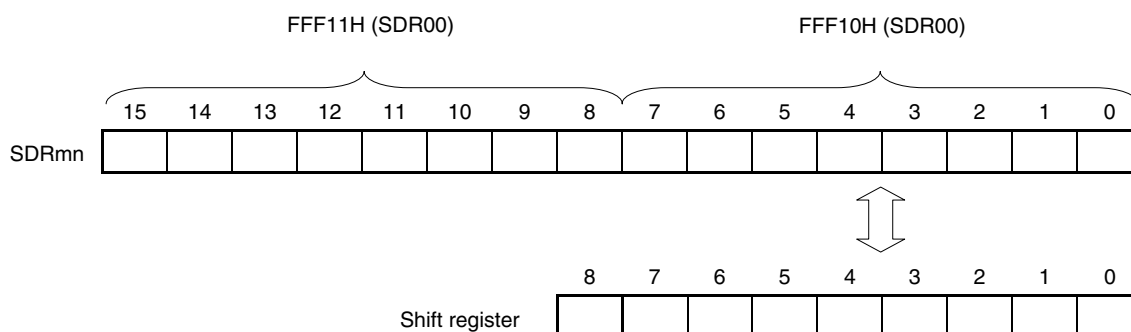 FFF11H (SDR00) FFF10H (SDR00)
15 14 13 12 11 10 9 8 7 6 5 4 3 2 1 0
SDRmn
8 7 6 5 4 3 2 1 0
Shift register